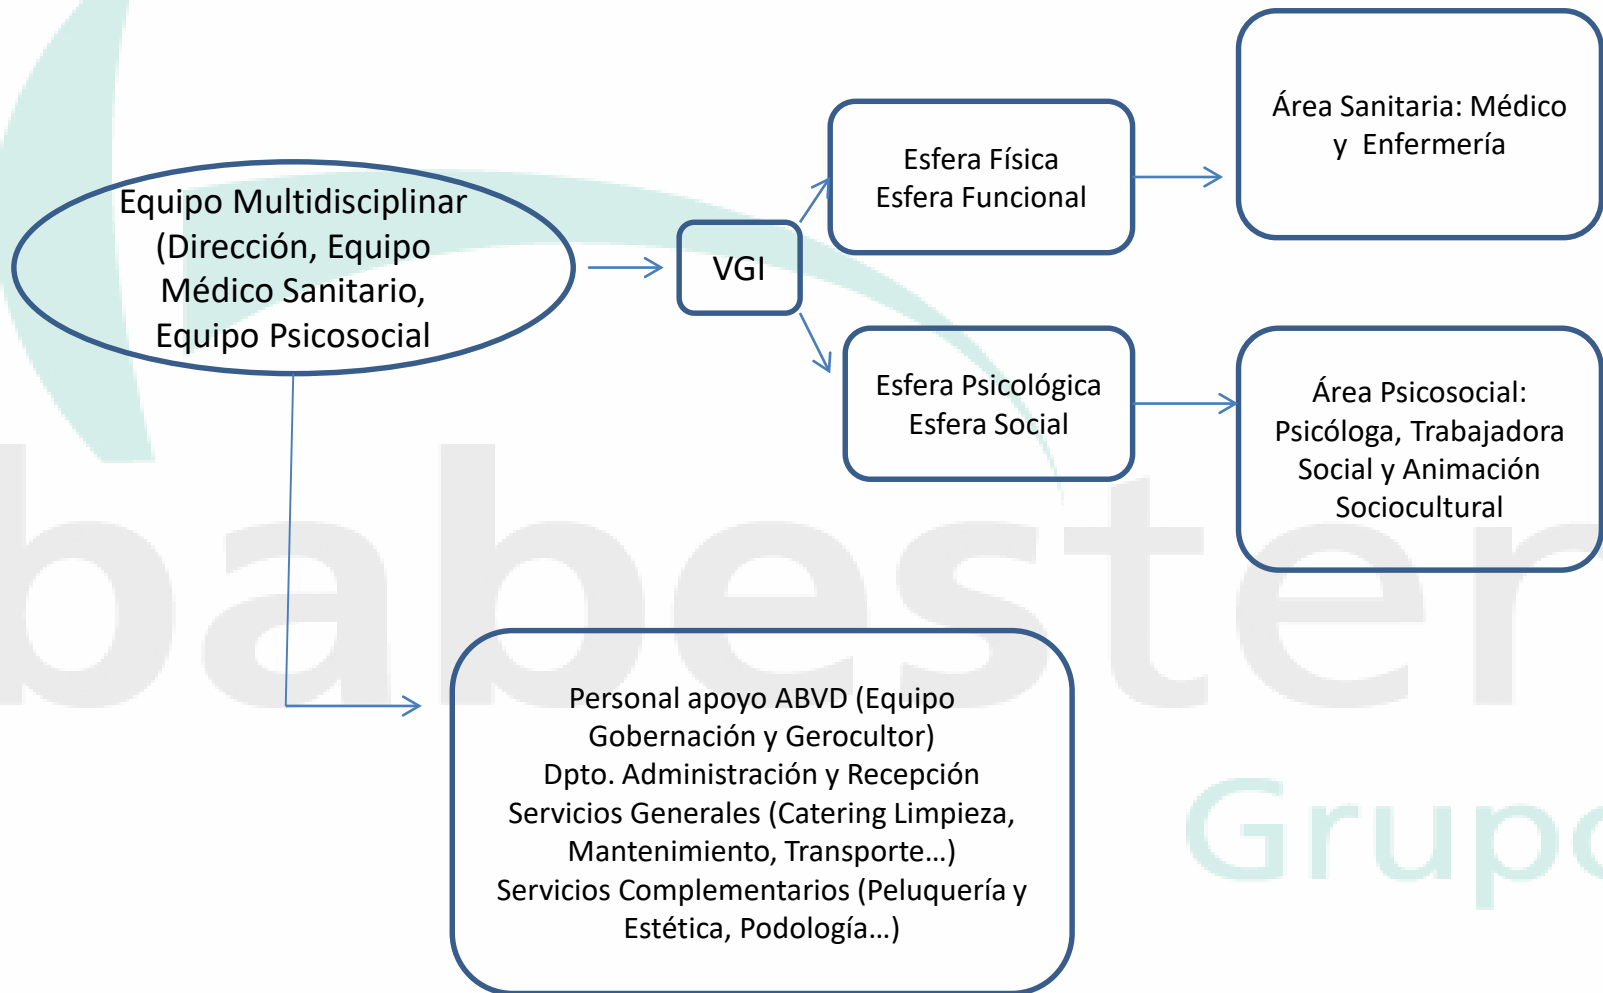 Equipo Multidisciplinar
(Dirección, Equipo
Médico Sanitario,
Equipo Psicosocial
VGI
Esfera Física
Esfera Funcional
Área Sanitaria: Médico
y Enfermería
Esfera Psicológica
Esfera Social
Área Psicosocial:
Psicóloga, Trabajadora
Social y Animación
Sociocultural
Personal apoyo ABVD (Equipo
Gobernación y Gerocultor)
Dpto. Administración y Recepción
Servicios Generales (Catering Limpieza,
Mantenimiento, Transporte…)
Servicios Complementarios (Peluquería y
Estética, Podología…)
babester
Grupo